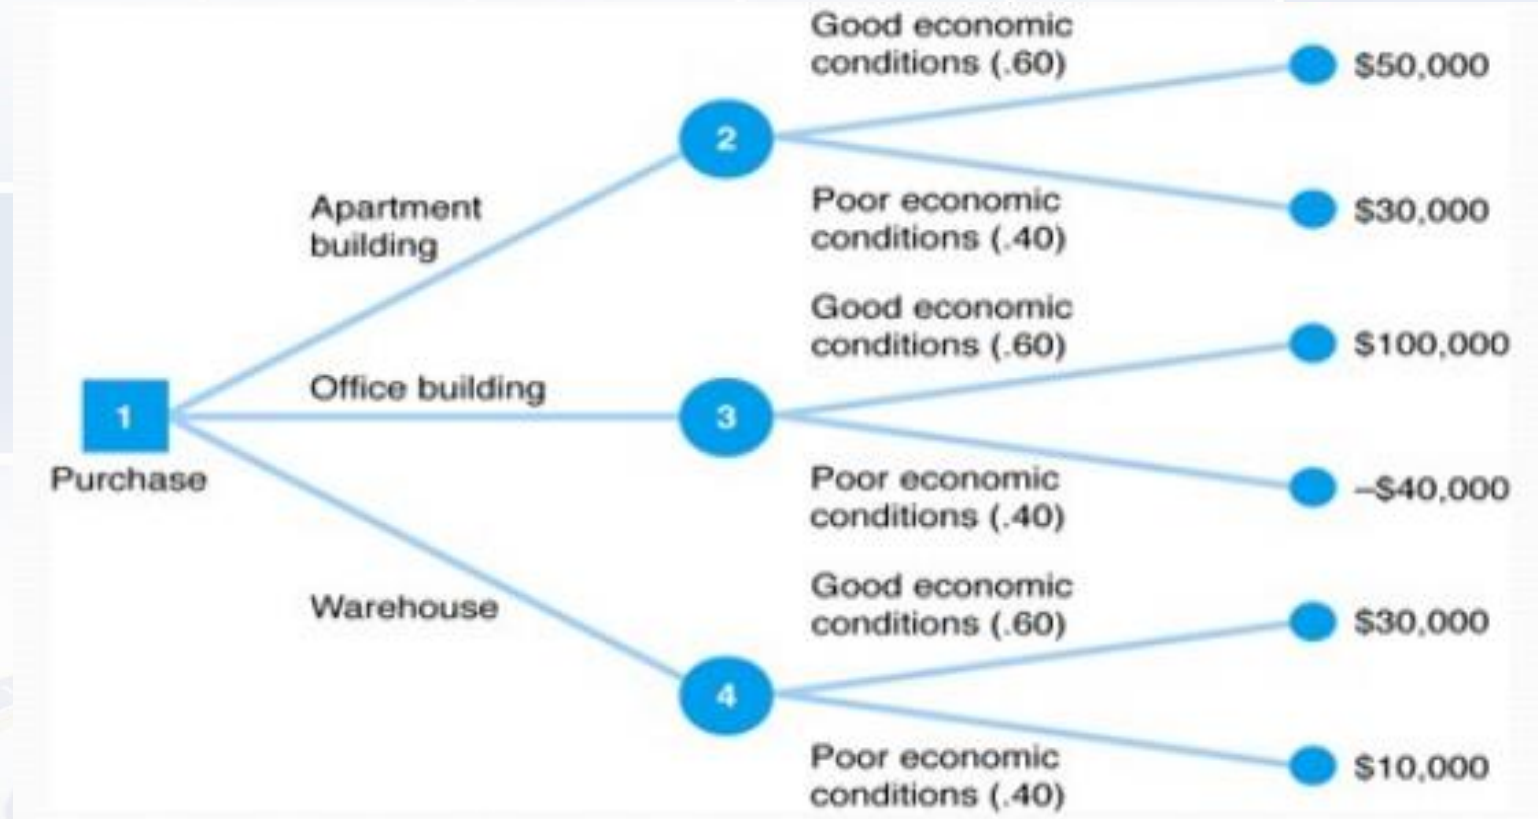 Good economic
conditions (.60)
$50,000
2
Apartment
building
Poor economic
conditions (.40)
$30,000
Good economic
conditions (.60)
$100,000
1
Purchase
Office building
3
Poor economic
conditions (.40)
–$40,000
Warehouse
Good economic
conditions (.60)
$30,000
4
Poor economic
conditions (.40)
$10,000